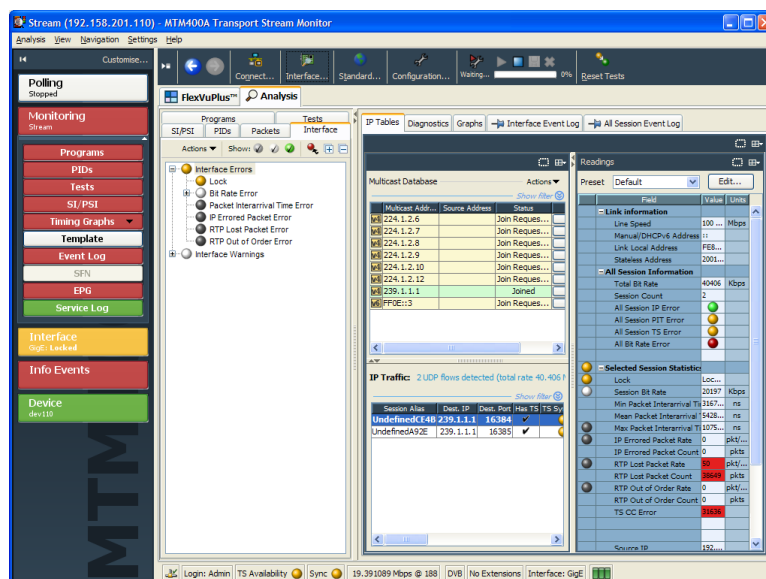 Stream (192.158.201.110) - MTM400A Transport Stream Monitor
Analysis View Navigation Settings Help
Customise...
Polling
Stopped
Monitoring
Stream
Programs
PIDs
Tests
SI/PSI
Timing Graphs
Template
Event Log
SFN
EPG
Service Log
Interface
GigE: Locked
Info Events
Device
dev110
MTM
Connect...
Interface...
Standard...
Configuration...
Waiting...
0%
Reset Tests
FlexVuPlus™
Analysis
Programs Tests
SI/PSI PIDs Packets Interface
Actions Show:
Interface Errors
Lock
Bit Rate Error
Packet Interarrival Time Error
IP Errored Packet Error
RTP Lost Packet Error
RTP Out of Order Error
Interface Warnings
IP Tables Diagnostics Graphs Interface Event Log All Session Event Log
Multicast Database Actions
Show filter
Multicast Addr... Source Address Status
224.1.2.6 Join Reques...
224.1.2.7 Join Reques...
224.1.2.8 Join Reques...
224.1.2.9 Join Reques...
224.1.2.10 Join Reques...
224.1.2.12 Join Reques...
239.1.1.1 Joined
FF0E::3 Join Reques...
IP Traffic: 2 UDP flows detected (total rate 40.406
Show filter
Session Alias Dest. IP Dest. Port Has TS TS Sy
UndefinedCE4B 239.1.1.1 16384
UndefinedA92E 239.1.1.1 16385
Readings
Preset Default Edit...
Field Value Units
Link information
Line Speed 100 ... Mbps
Manual/DHCPv6 Address ::
Link Local Address FE8...
Stateless Address 2001...
All Session Information
Total Bit Rate 40406 Kbps
Session Count 2
All Session IP Error
All Session PIT Error
All Session TS Error
All Bit Rate Error
Selected Session Statistics
Lock Loc...
Session Bit Rate 20197 Kbps
Min Packet Interarrival Ti 3167... ns
Mean Packet Interarrival 5428... ns
Max Packet Interarrival Ti 1075... ns
IP Errored Packet Rate 0 pkt/...
IP Errored Packet Count 0 pkts
RTP Lost Packet Rate 50 pkt/...
RTP Lost Packet Count 38649 pkts
RTP Out of Order Rate 0 pkt/...
RTP Out of Order Count 0 pkts
TS CC Error 31636
Source IP 192....
Login: Admin TS Availability Sync 19.391089 Mbps @ 188 DVB No Extensions Interface: GigE